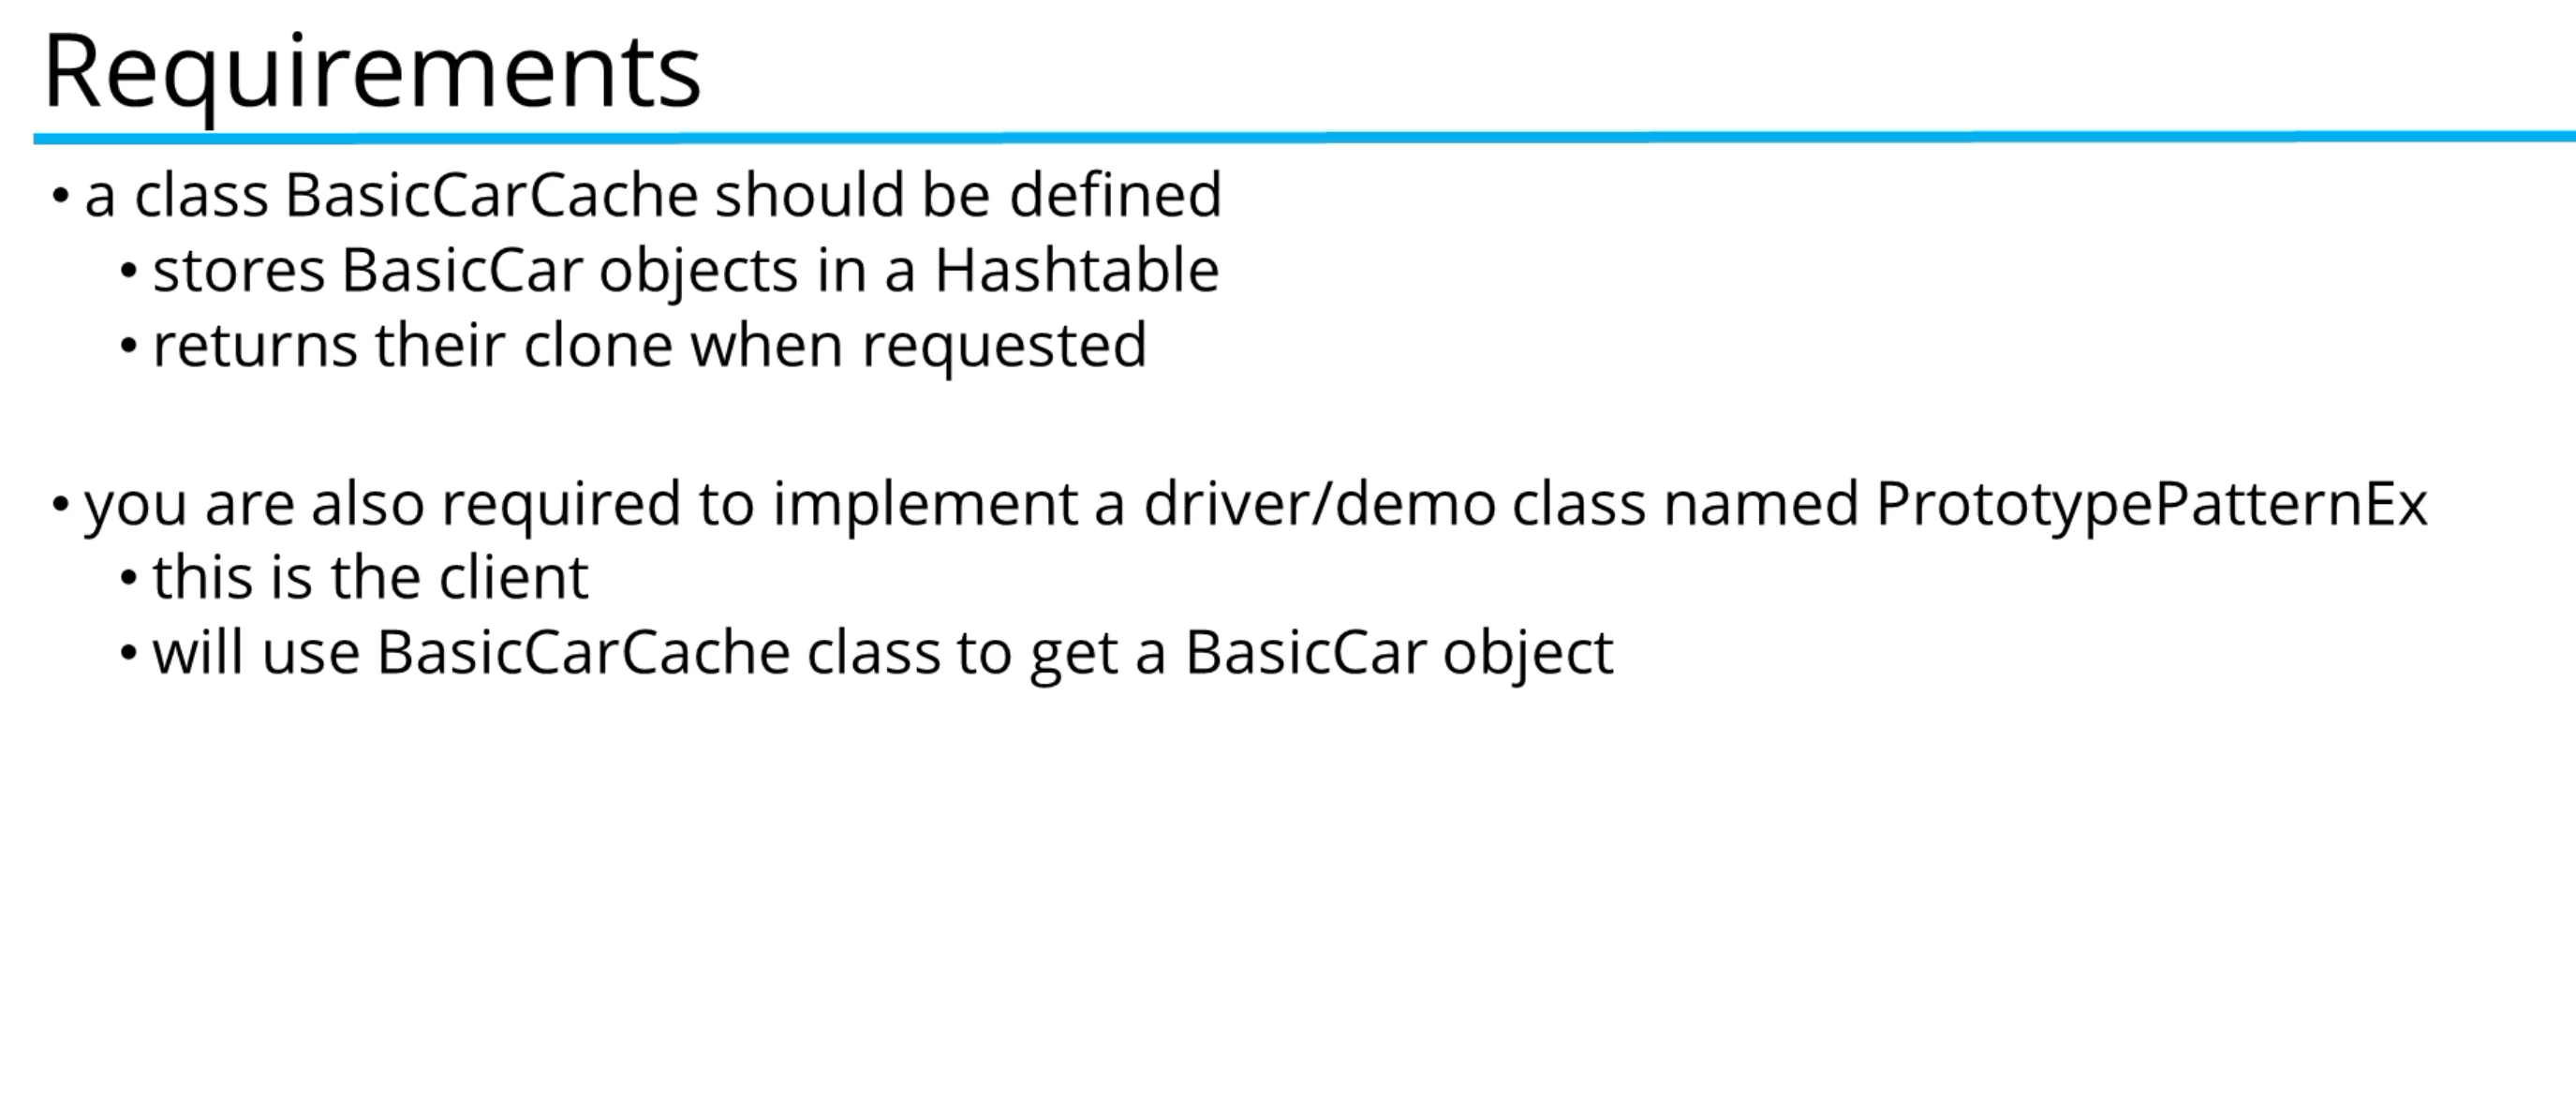 Requirements
• a class BasicCarCache should be defined
• stores BasicCar objects in a Hashtable
• returns their clone when requested
• you are also required to implement a driver/demo class named PrototypePatternEx
• this is the client
• will use BasicCarCache class to get a BasicCar object